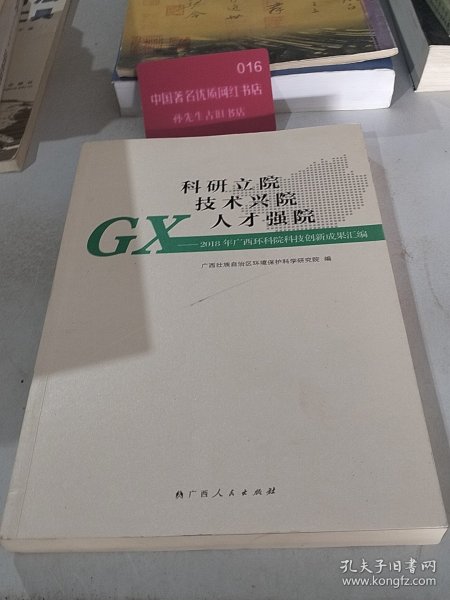 016
中国著名优质网红书店
孙先生古旧书店
科研立院
技术兴院
人才强院
GX
——2018年广西环科院科技创新成果汇编
广西壮族自治区环境保护科学研究院 编
广西人民出版社
孔夫子旧书网
www.kongfz.com